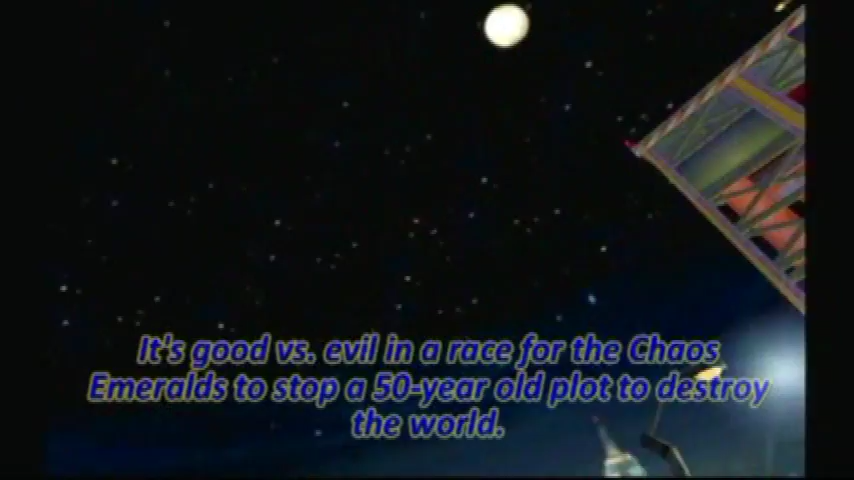 It's good vs. evil in a race for the Chaos
Emeralds to stop a 50-year old plot to destroy
the world.